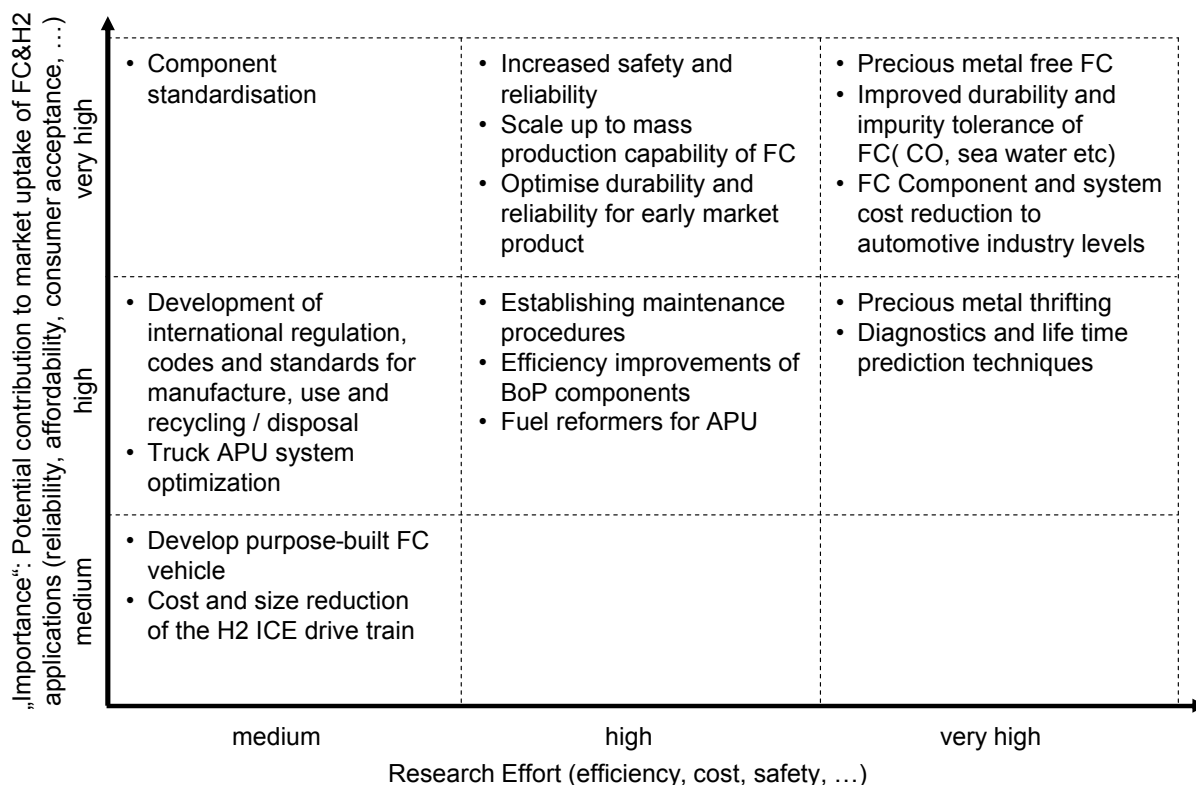 „Importance“: Potential contribution to market uptake of FC&H2
applications (reliability, affordability, consumer acceptance, …)
very high
• Component
standardisation
• Increased safety and
reliability
• Scale up to mass
production capability of FC
• Optimise durability and
reliability for early market
product
• Precious metal free FC
• Improved durability and
impurity tolerance of
FC( CO, sea water etc)
• FC Component and system
cost reduction to
automotive industry levels
high
• Development of
international regulation,
codes and standards for
manufacture, use and
recycling / disposal
• Truck APU system
optimization
• Establishing maintenance
procedures
• Efficiency improvements of
BoP components
• Fuel reformers for APU
• Precious metal thrifting
• Diagnostics and life time
prediction techniques
medium
• Develop purpose-built FC
vehicle
• Cost and size reduction
of the H2 ICE drive train
medium
high
very high
Research Effort (efficiency, cost, safety, …)